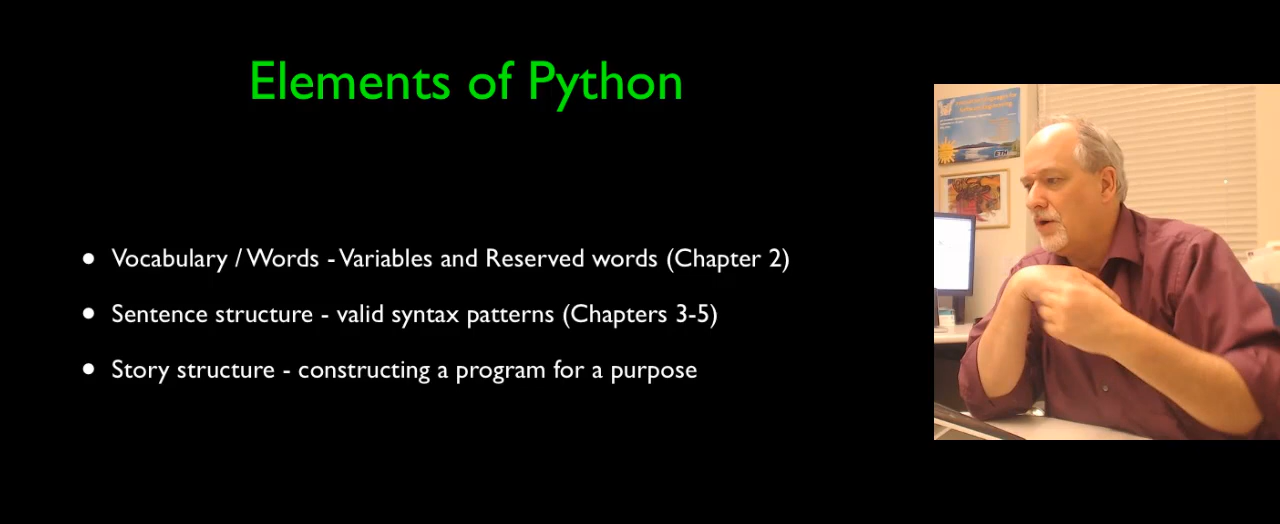 Elements of Python
Vocabulary / Words - Variables and Reserved words (Chapter 2)
Sentence structure - valid syntax patterns (Chapters 3-5)
Story structure - constructing a program for a purpose